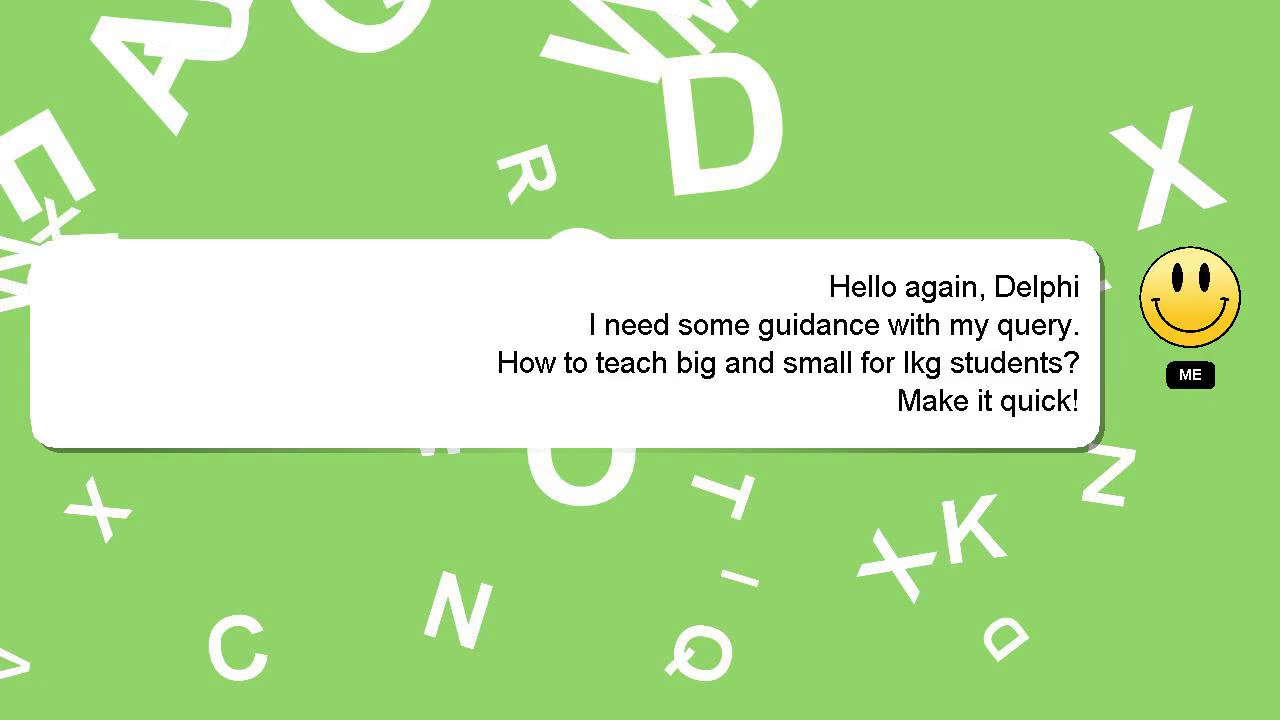 Hello again, Delphi
I need some guidance with my query.
How to teach big and small for lkg students?
Make it quick!
ME
A
G
M
D
E
R
X
X
O
N
X
T
X
K
I
N
C
Q
D